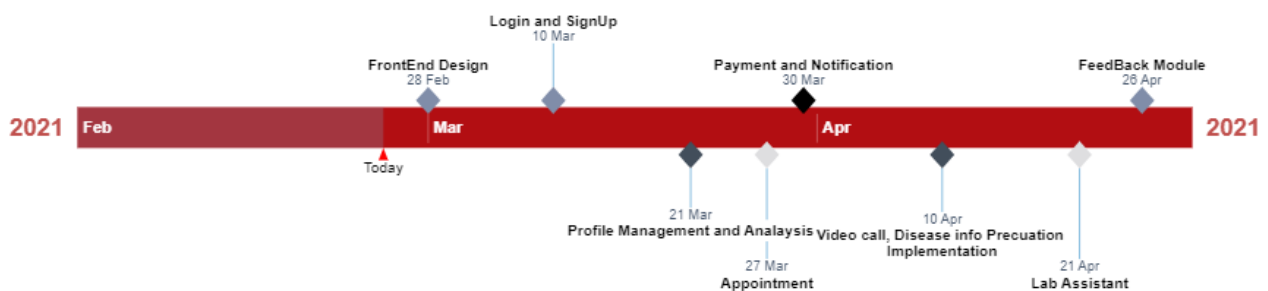 Login and SignUp
10 Mar
FrontEnd Design
28 Feb
Payment and Notification
30 Mar
FeedBack Module
26 Apr
2021
Feb
Mar
Apr
2021
Today
21 Mar
Profile Management and Analaysis
27 Mar
Appointment
10 Apr
Video call, Disease info Precuation
Implementation
21 Apr
Lab Assistant